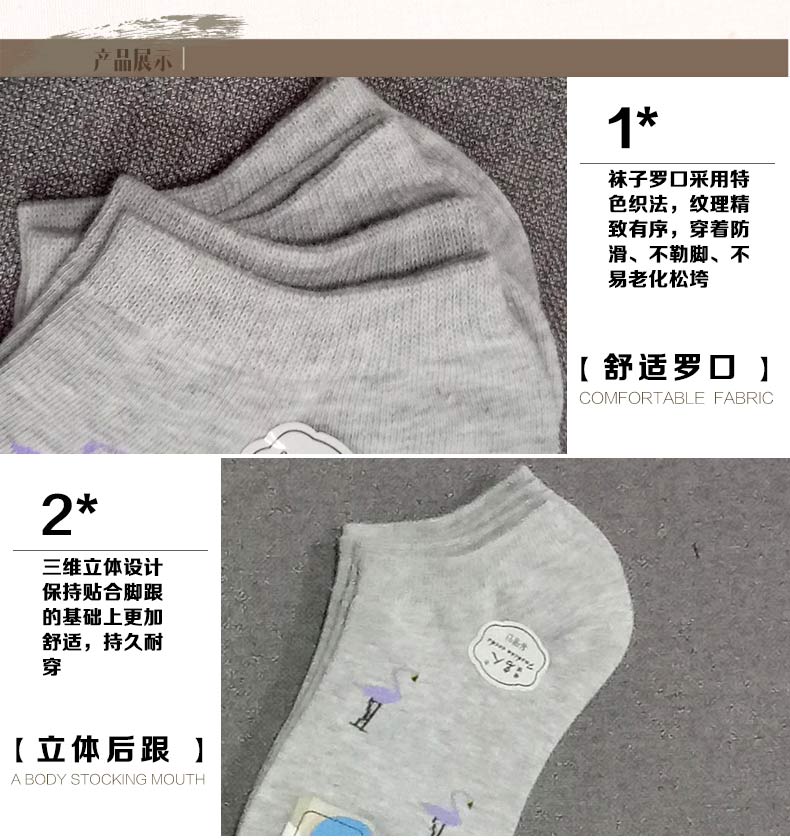 产品展示
1*
袜子罗口采用特
色织法，纹理精
致有序，穿着防
滑、不勒脚、不
易老化松垮
【舒适罗口】
COMFORTABLE FABRIC
2*
三维立体设计
保持贴合脚跟
的基础上更加
舒适，持久耐
穿
【立体后跟】
A BODY STOCKING MOUTH